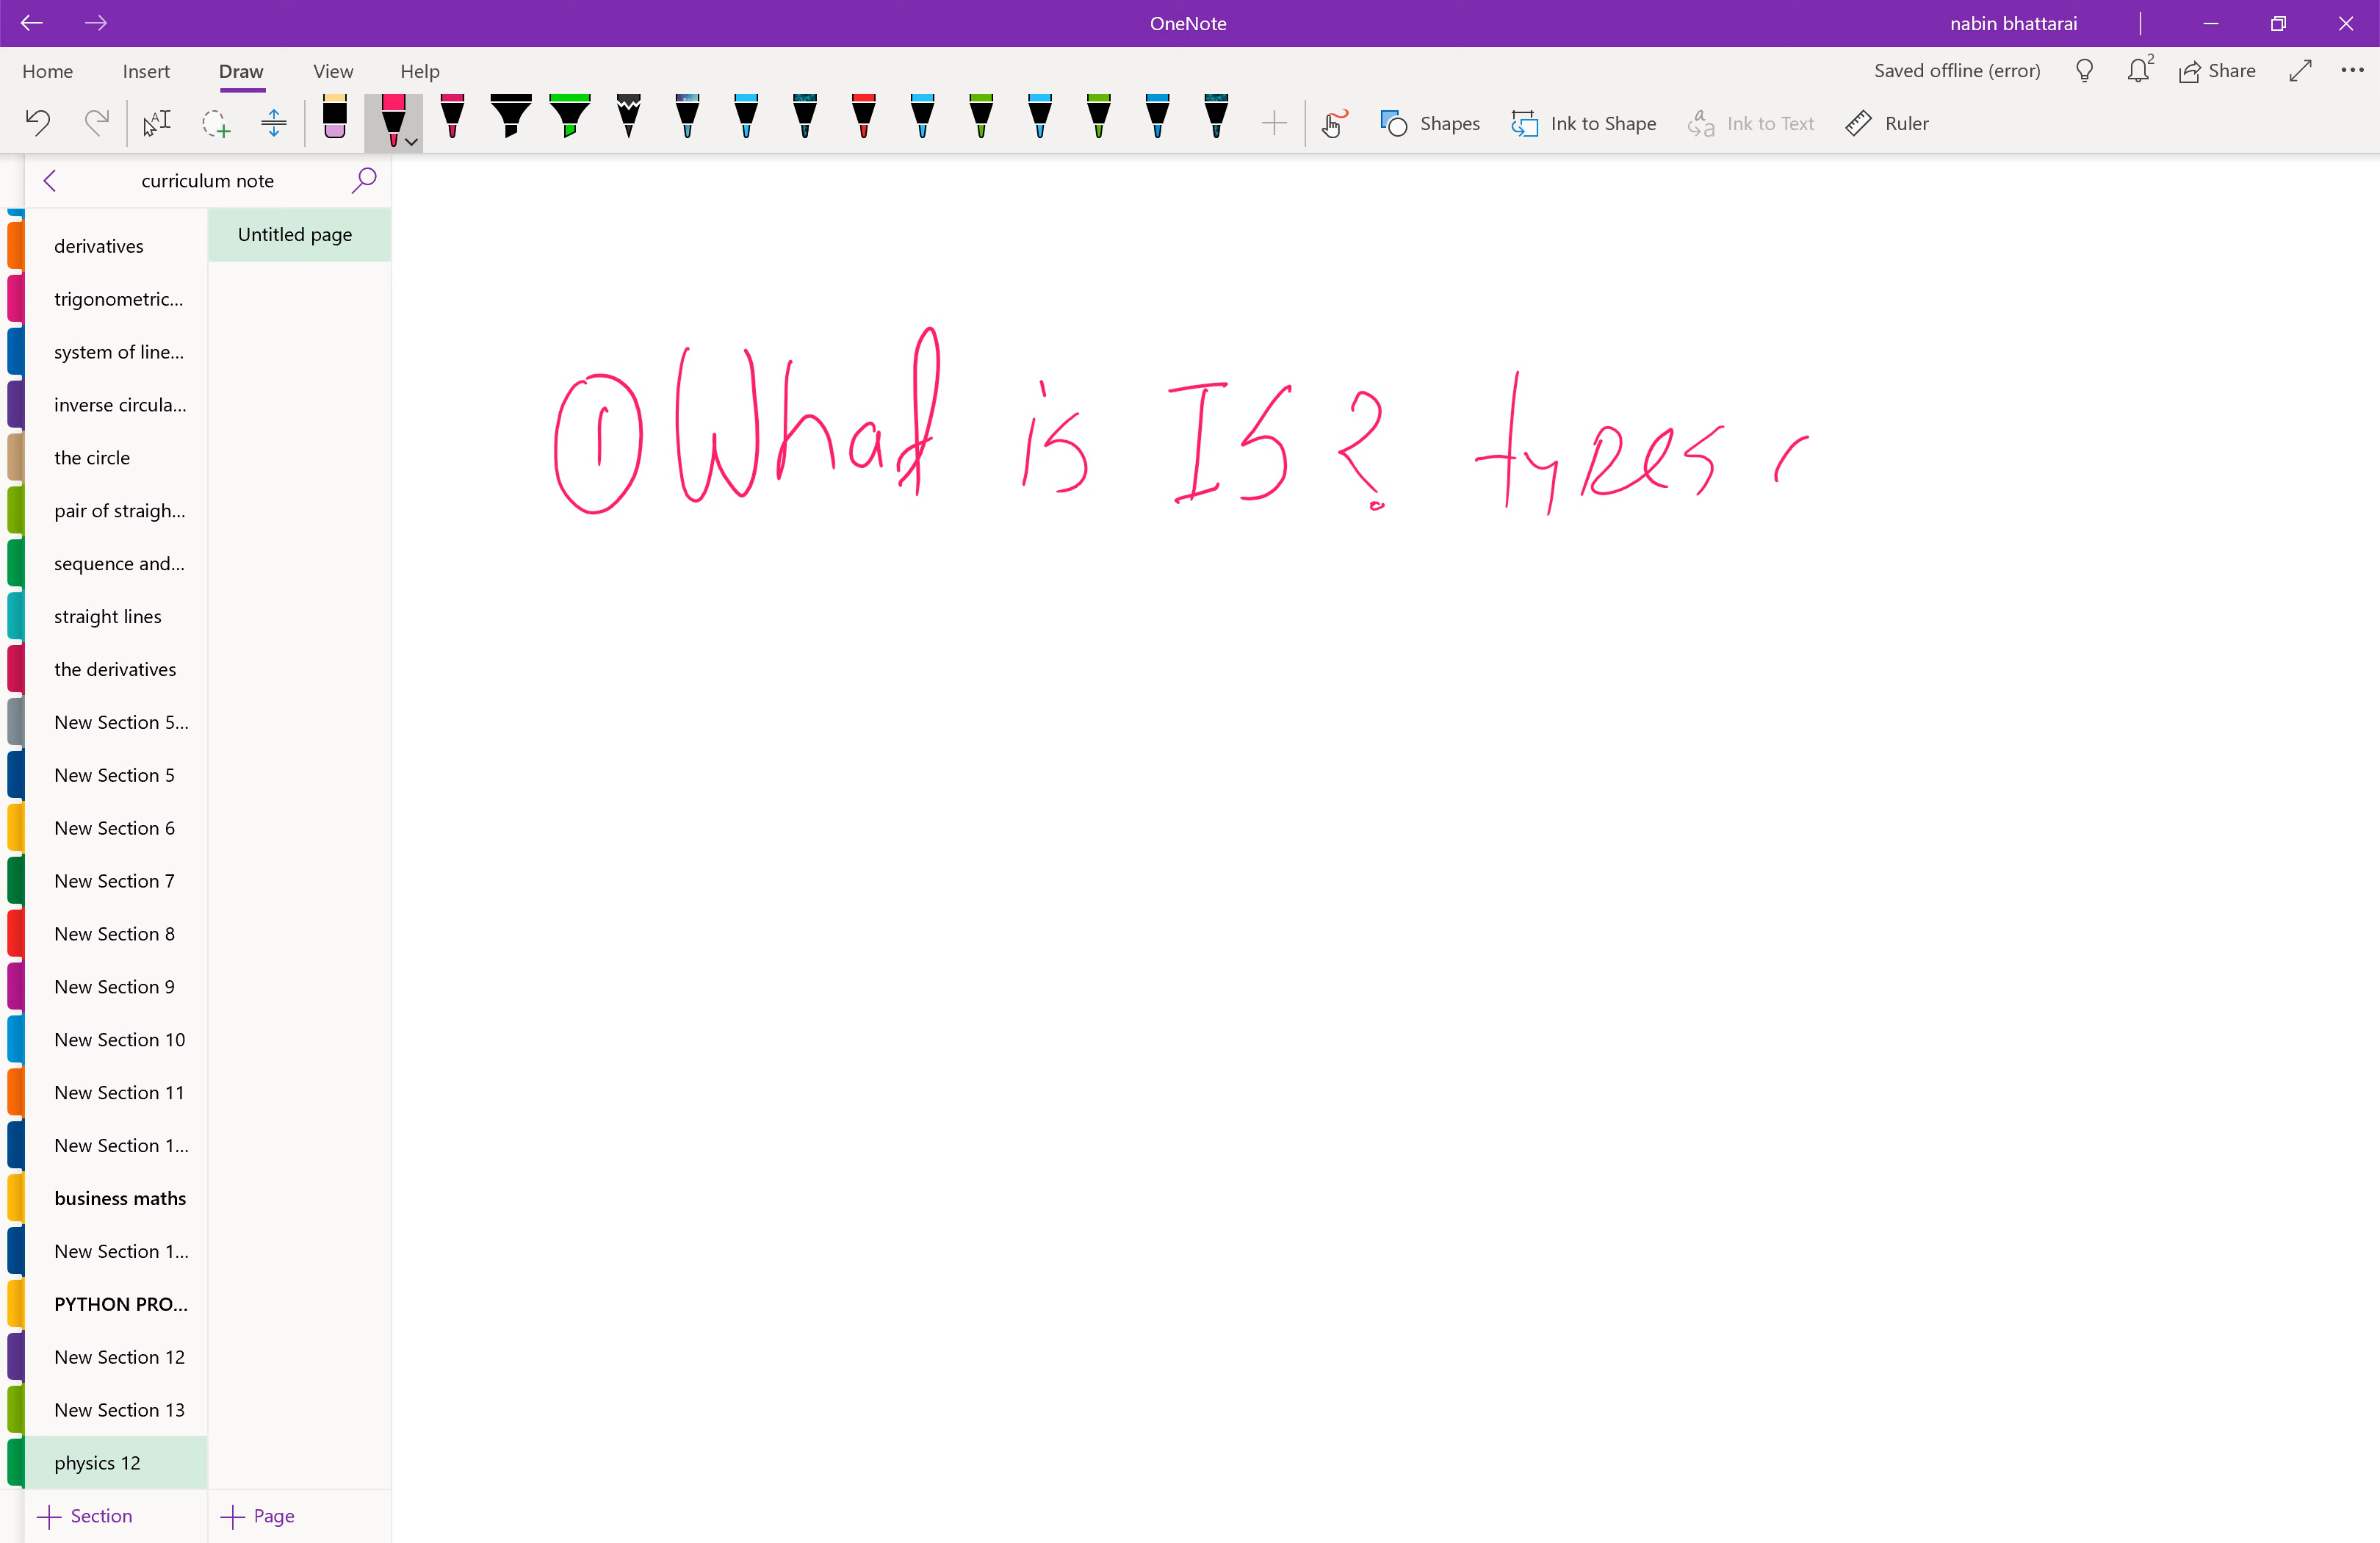 OneNote
nabin bhattarai
Home Insert Draw View Help
Saved offline (error) 2 Share
Shapes Ink to Shape Ink to Text Ruler
curriculum note
Untitled page
derivatives
trigonometric...
system of line...
inverse circula...
the circle
pair of straigh...
sequence and...
straight lines
the derivatives
New Section 5...
New Section 5
New Section 6
New Section 7
New Section 8
New Section 9
New Section 10
New Section 11
New Section 1...
business maths
New Section 1...
PYTHON PRO...
New Section 12
New Section 13
physics 12
Section
Page
① What is IS? types